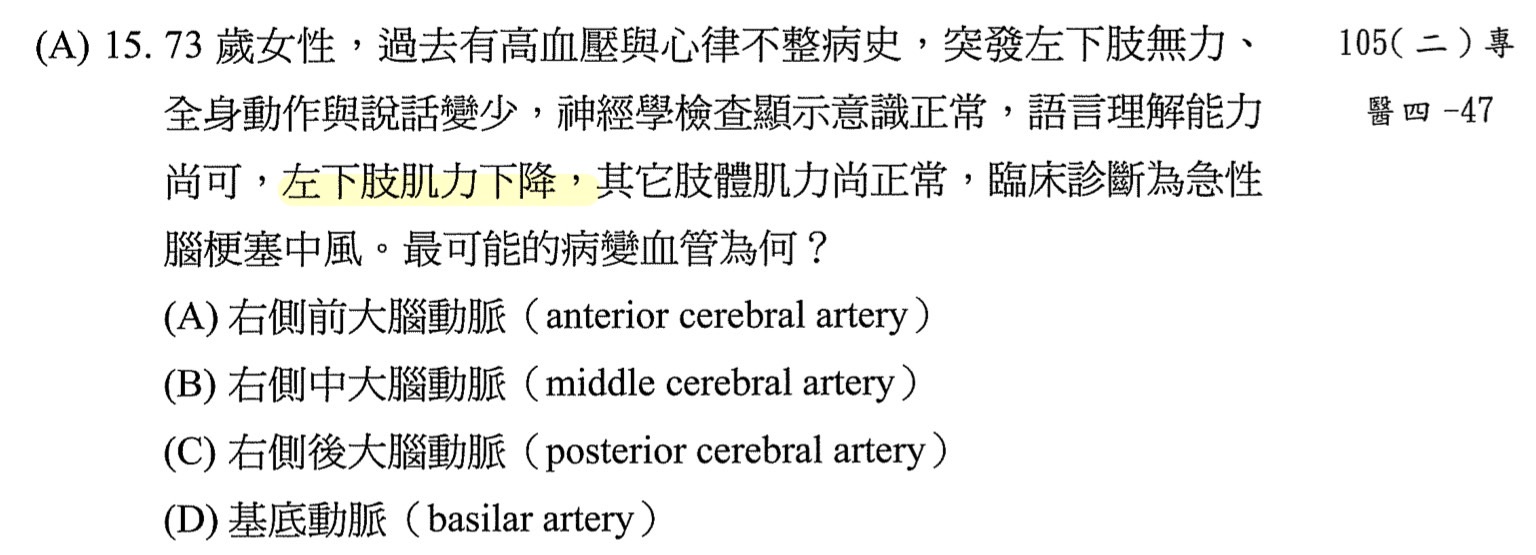 (A) 15. 73 歲女性，過去有高血壓與心律不整病史，突發左下肢無力、 105(二)專
全身動作與說話變少，神經學檢查顯示意識正常，語言理解能力 醫四-47
尚可，左下肢肌力下降，其它肢體肌力尚正常，臨床診斷為急性
腦梗塞中風。最可能的病變血管為何？
(A) 右側前大腦動脈（anterior cerebral artery）
(B) 右側中大腦動脈（middle cerebral artery）
(C) 右側後大腦動脈（posterior cerebral artery）
(D) 基底動脈（basilar artery）